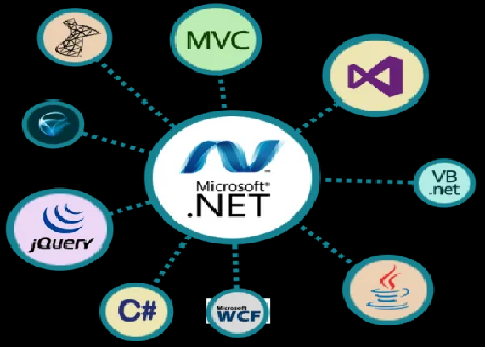 MVC
Microsoft®
.NET
VB
.net
jQuery
C#
Microsoft
WCF